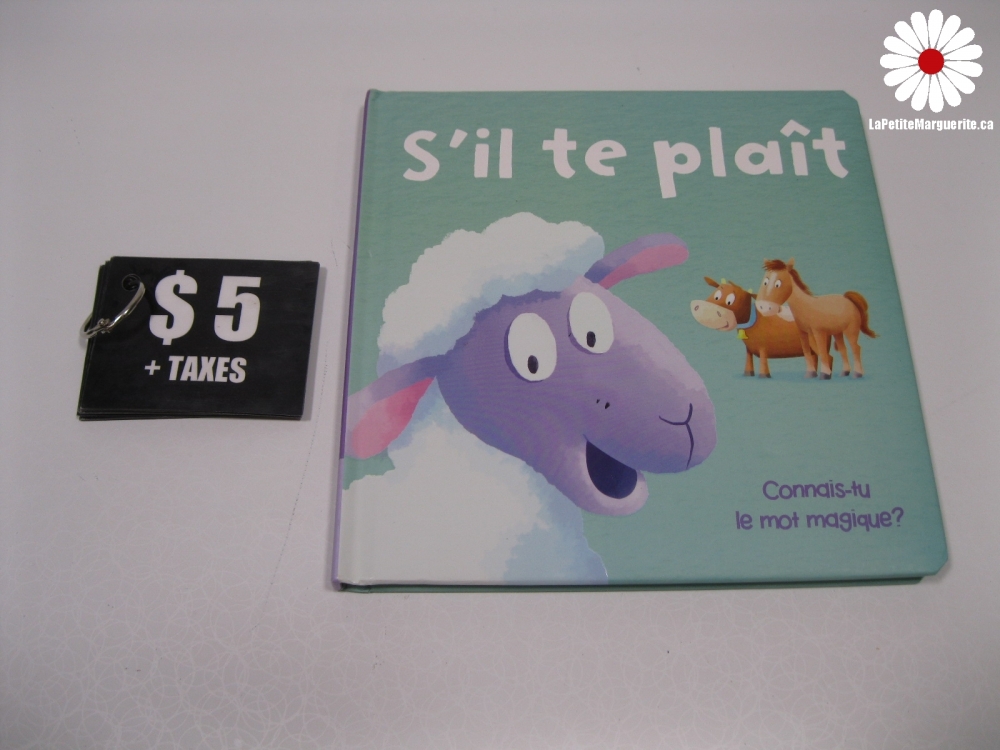 LaPetiteMarguerite.ca
S'il te plaît
$ 5
+ TAXES
Connais-tu
le mot magique?